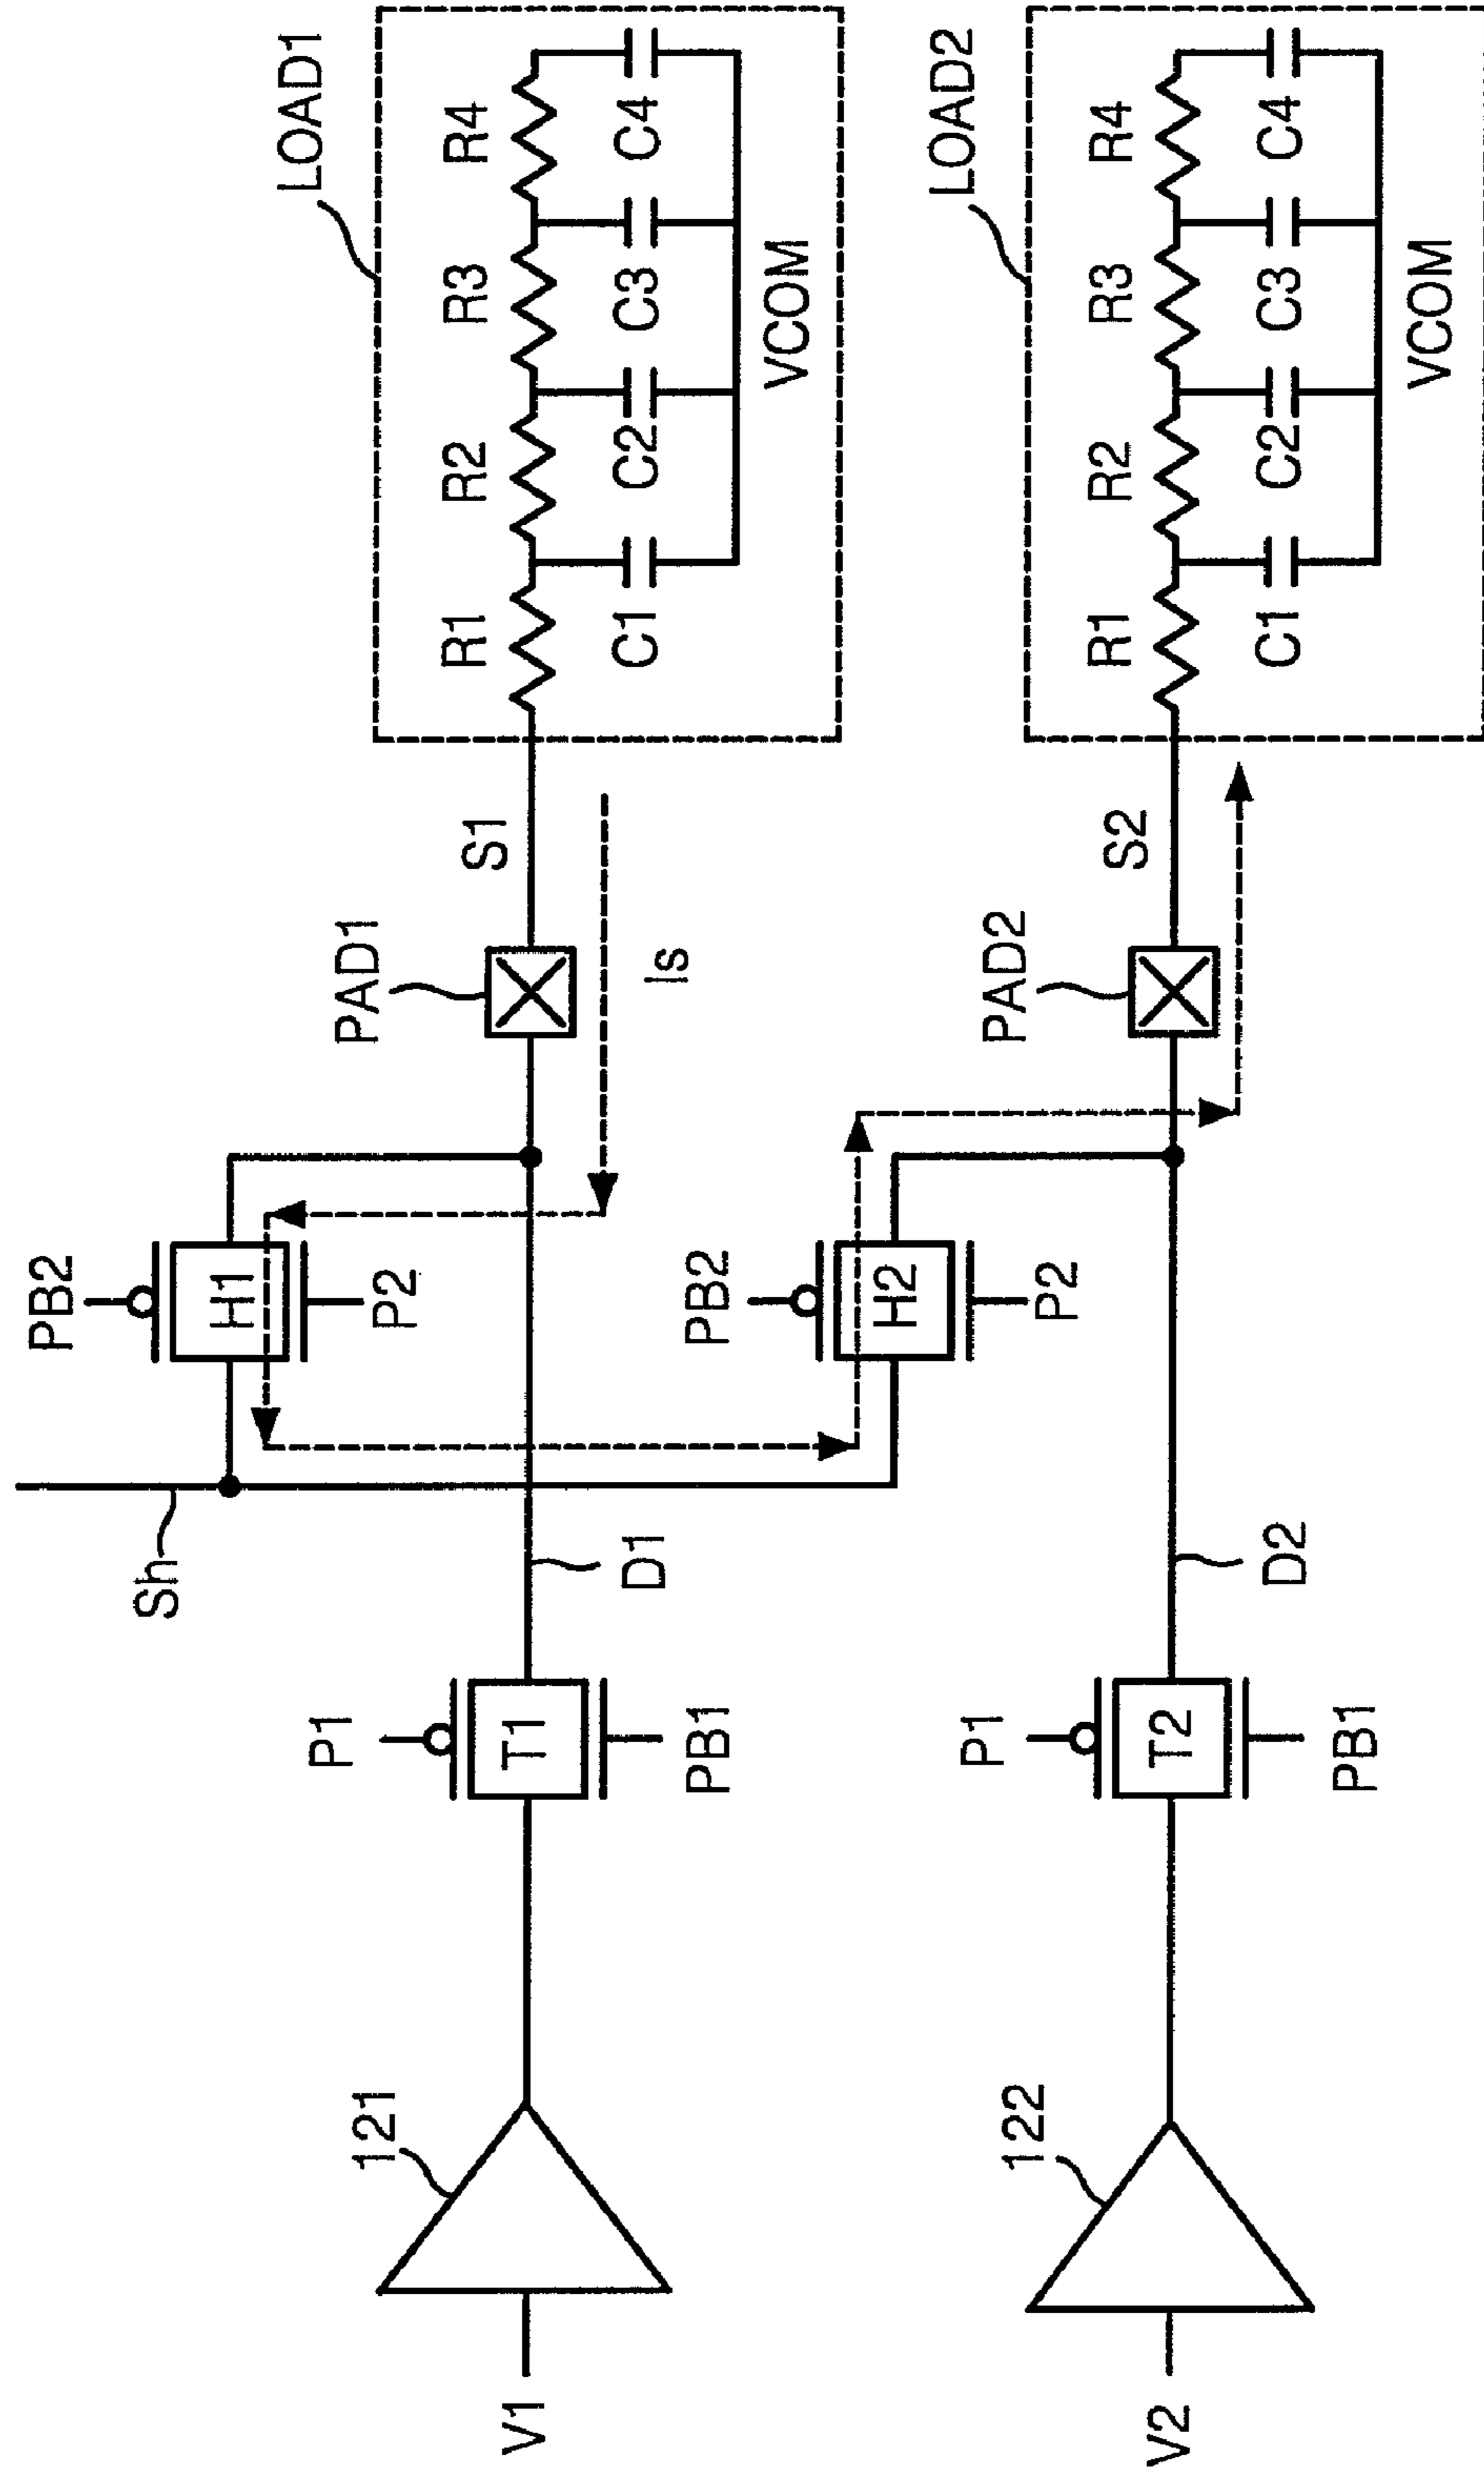 V1
121
P1
T1
PB1
Sh
D1
PB2
H1
P2
PAD1
Is
S1
LOAD1
R1
R2
R3
R4
C1
C2
C3
C4
VCOM
V2
122
P1
T2
PB1
D2
PB2
H2
P2
PAD2
S2
LOAD2
R1
R2
R3
R4
C1
C2
C3
C4
VCOM